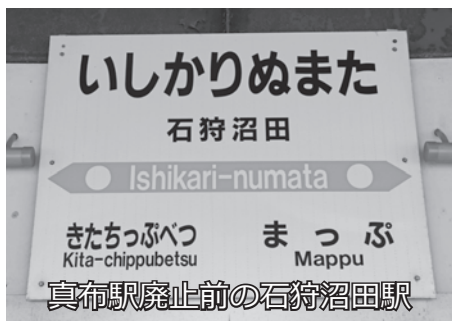 いしかりぬまた
石狩沼田
Ishikari-numata
きたちっぷべつ まっぷ
Kita-chippubetsu Mappu
真布駅廃止前の石狩沼田駅